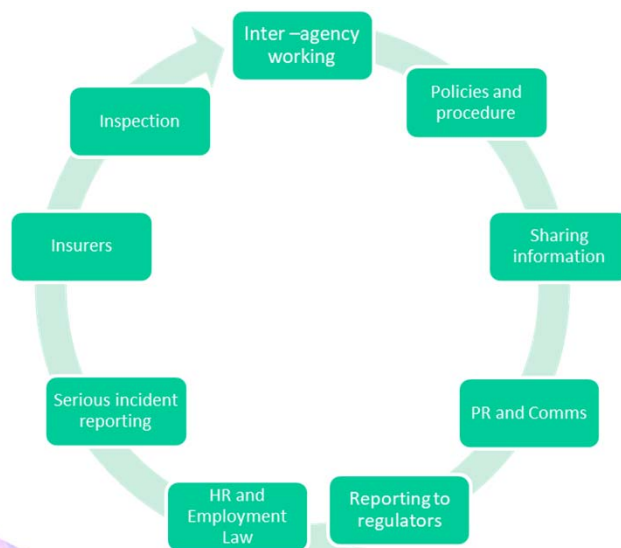 Inter –agency
working
Policies and
procedure
Sharing
information
PR and Comms
Reporting to
regulators
HR and
Employment
Law
Serious incident
reporting
Insurers
Inspection